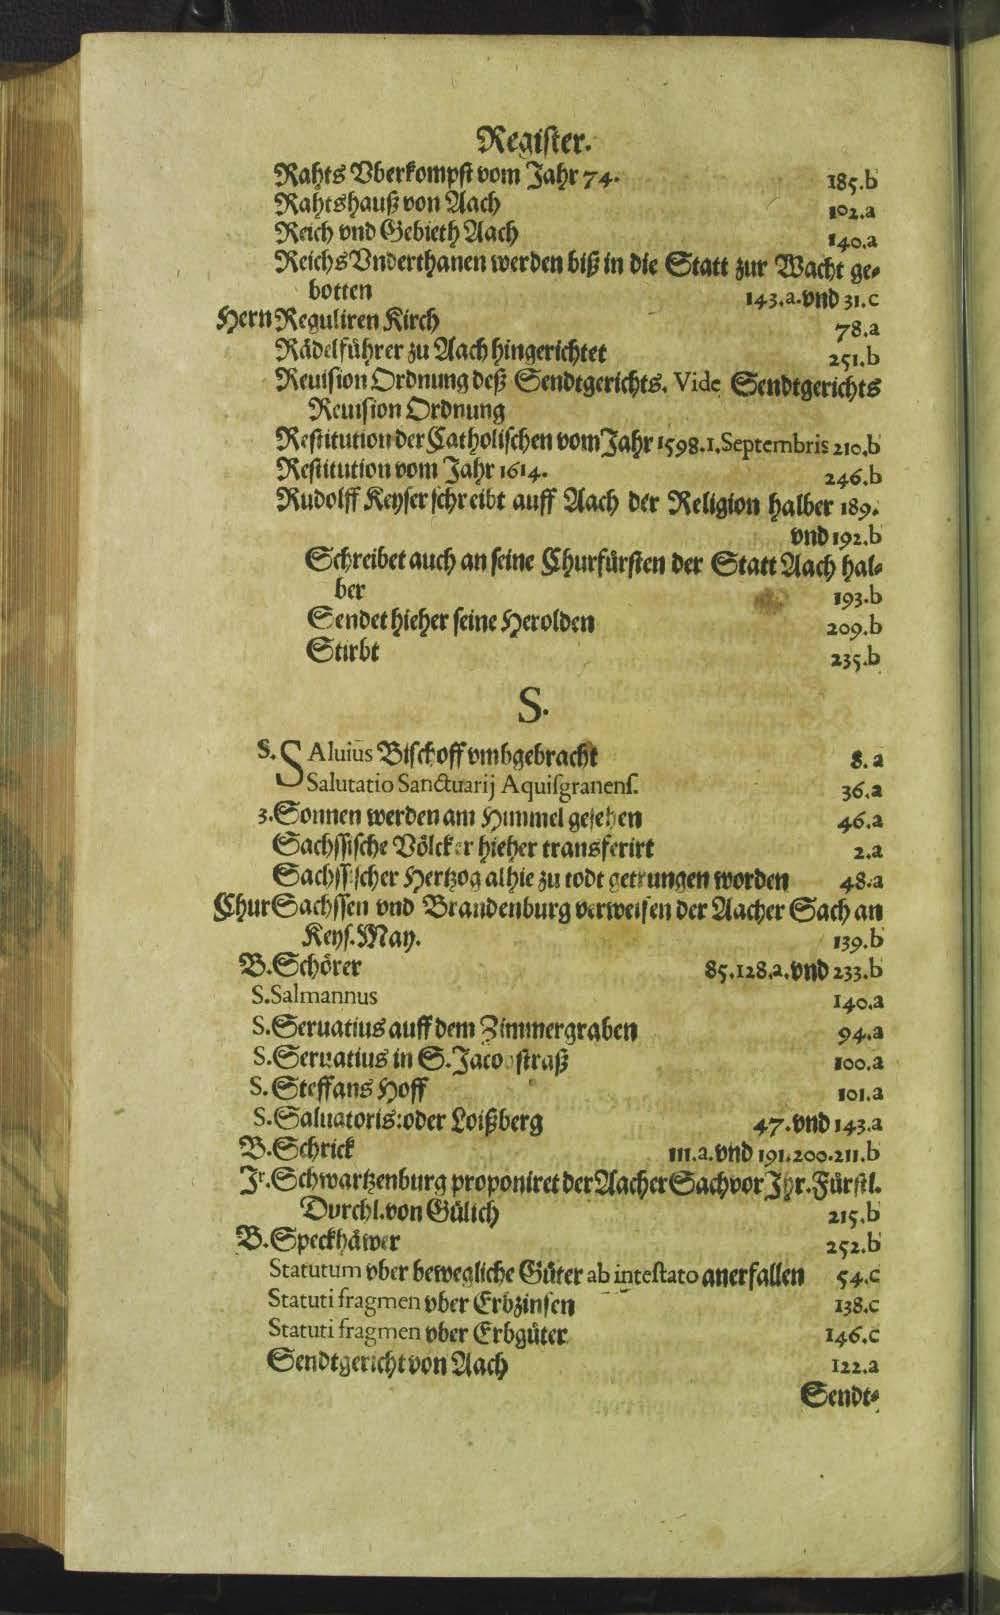 Register.
Rahts Vberkompst vom Jahr 74. 185.b
Rahtshauß von Aach 102.a
Reich vnd Gebieth Aach 140.a
Reichs Vnderthanen werden biß in die Statt zur Wacht ge⸗
botten 143.a.vnd 31.c
Hern Reguliren Kirch 78.a
Rädelführer zu Aach hingerichtet 251.b
Reuision Ordnung deß Sendtgerichts. Vide Sendtgerichts
Reuision Ordnung
Restitution der Catholischen vom Jahr 1598.1.Septembris 210.b
Restitution vom Jahr 1614. 246.b
Rudolff Keyser schreibt auff Aach der Religion halber 189.
vnd 192.b
Schreibet auch an seine Churfürsten der Statt Aach hal⸗
ber 193.b
Sendet hieher seine Herolden 209.b
Stirbt 235.b
S.
S. SAluius Bischoff vmbgebracht 8.a
Salutatio Sanctuarij Aquisgranens. 36.a
3.Sonnen werden am Himmel gesehen 46.a
Sachssische Völcker hieher transferirt 2.a
Sachssischer Hertzog alhie zu todt getrungen worden 48.a
Chur Sachssen vnd Brandenburg verweisen der Aacher Sach an
Keys. May. 139.b
B.Schörer 85.128.a.vnd 233.b
S.Salmannus 140.a
S.Seruatius auff dem Zimmergraben 94.a
S.Seruatius in S.Jacobstraß 100.a
S.Steffans Hoff 101.a
S.Saluatoris:oder Loißberg 47.vnd 143.a
B.Schrick 111.a.vnd 191.200.211.b
Jr.Schwartzenburg proponiret der Aacher Sach vor Ihr.Fürstl.
Durchl.von Gülich 215.b
B.Speckhäwer 252.b
Statutum vber bewegliche Güter ab intestato anerfallen 54.c
Statuti fragmen vber Erbzinsen 138.c
Statuti fragmen vber Erbgüter 146.c
Sendtgericht von Aach 122.a
Sendt⸗